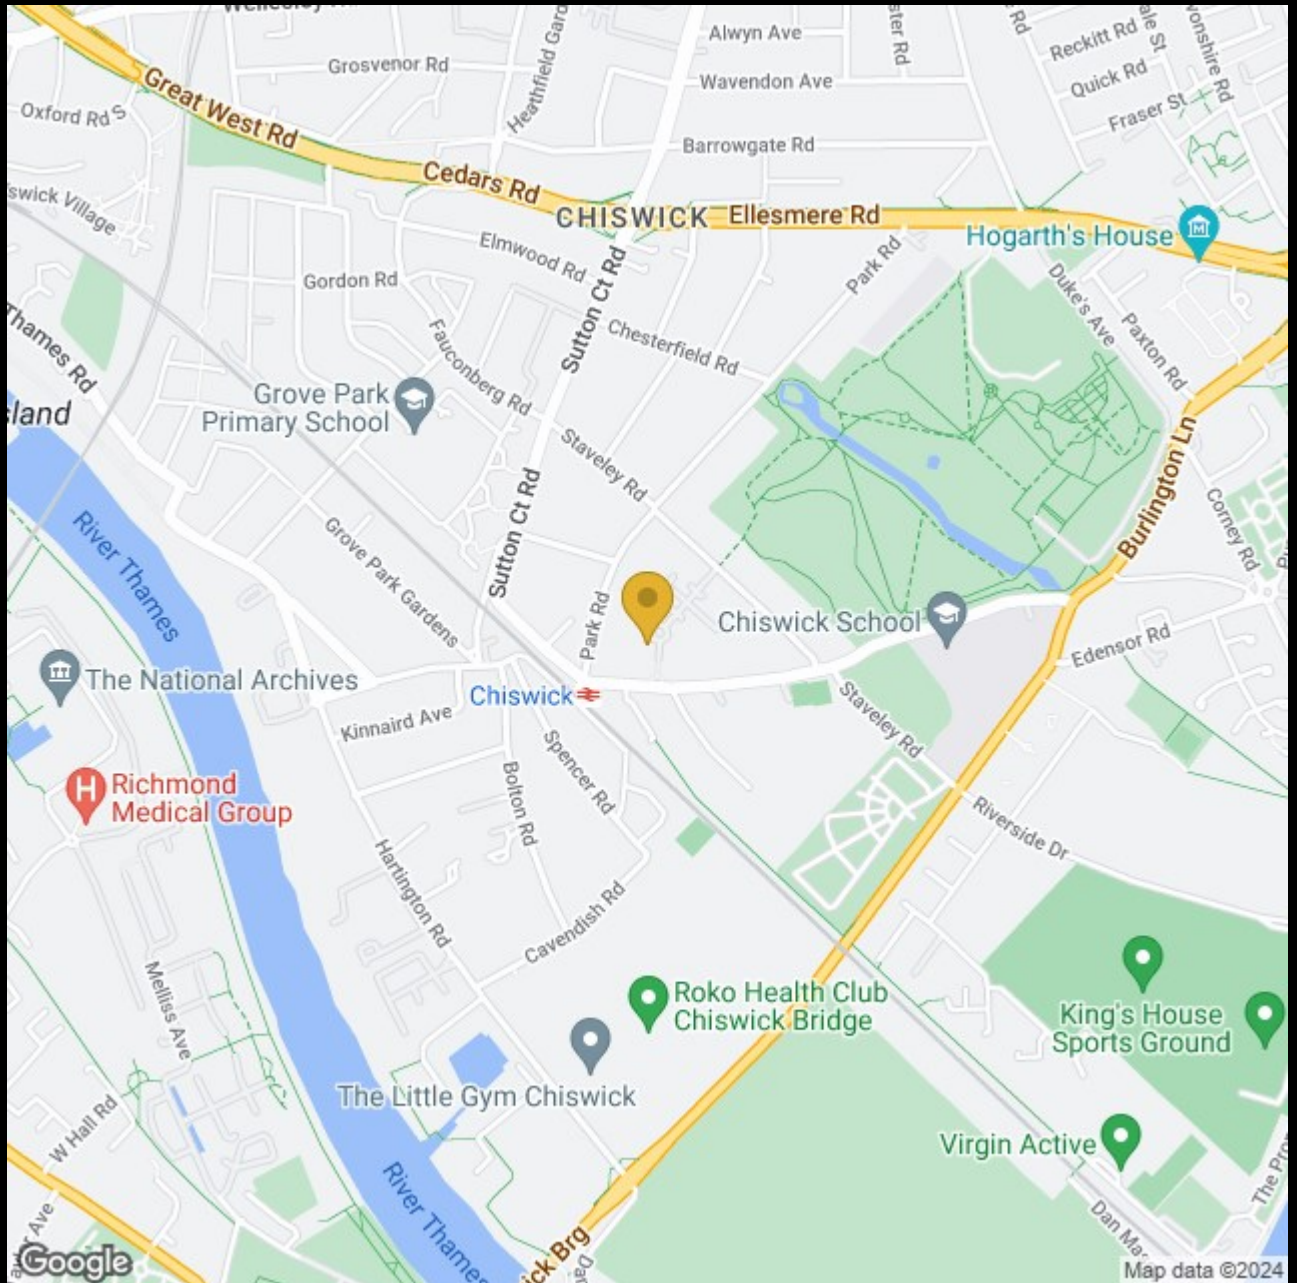 Alwyn Ave
Reckitt Rd
Grosvenor Rd
Heathfield
Wavendon Ave
Quick Rd
Great West Rd
Oxford Rd S
Fraser St
Barrowgate Rd
Cedars Rd
CHISWICK
Ellesmere Rd
Hogarth's House
Elmwood Rd
Park Rd
Gordon Rd
Sutton Ct Rd
Duke's Ave
Paxton Rd
Thames Rd
Fauconberg Rd
Chesterfield Rd
Grove Park
Primary School
Staveley Rd
Burlington Ln
Sutton Ct Rd
Corney Rd
River Thames
Grove Park Gardens
Park Rd
Chiswick School
Edensor Rd
The National Archives
Chiswick
Kinnaird Ave
Staveley Rd
Spencer Rd
Bolton Rd
Richmond
Medical Group
Riverside Dr
Hartington Rd
Cavendish Rd
Melliss Ave
Roko Health Club
Chiswick Bridge
King's House
Sports Ground
The Little Gym Chiswick
W Hall Rd
Virgin Active
River Thames
Google
Map data ©2024